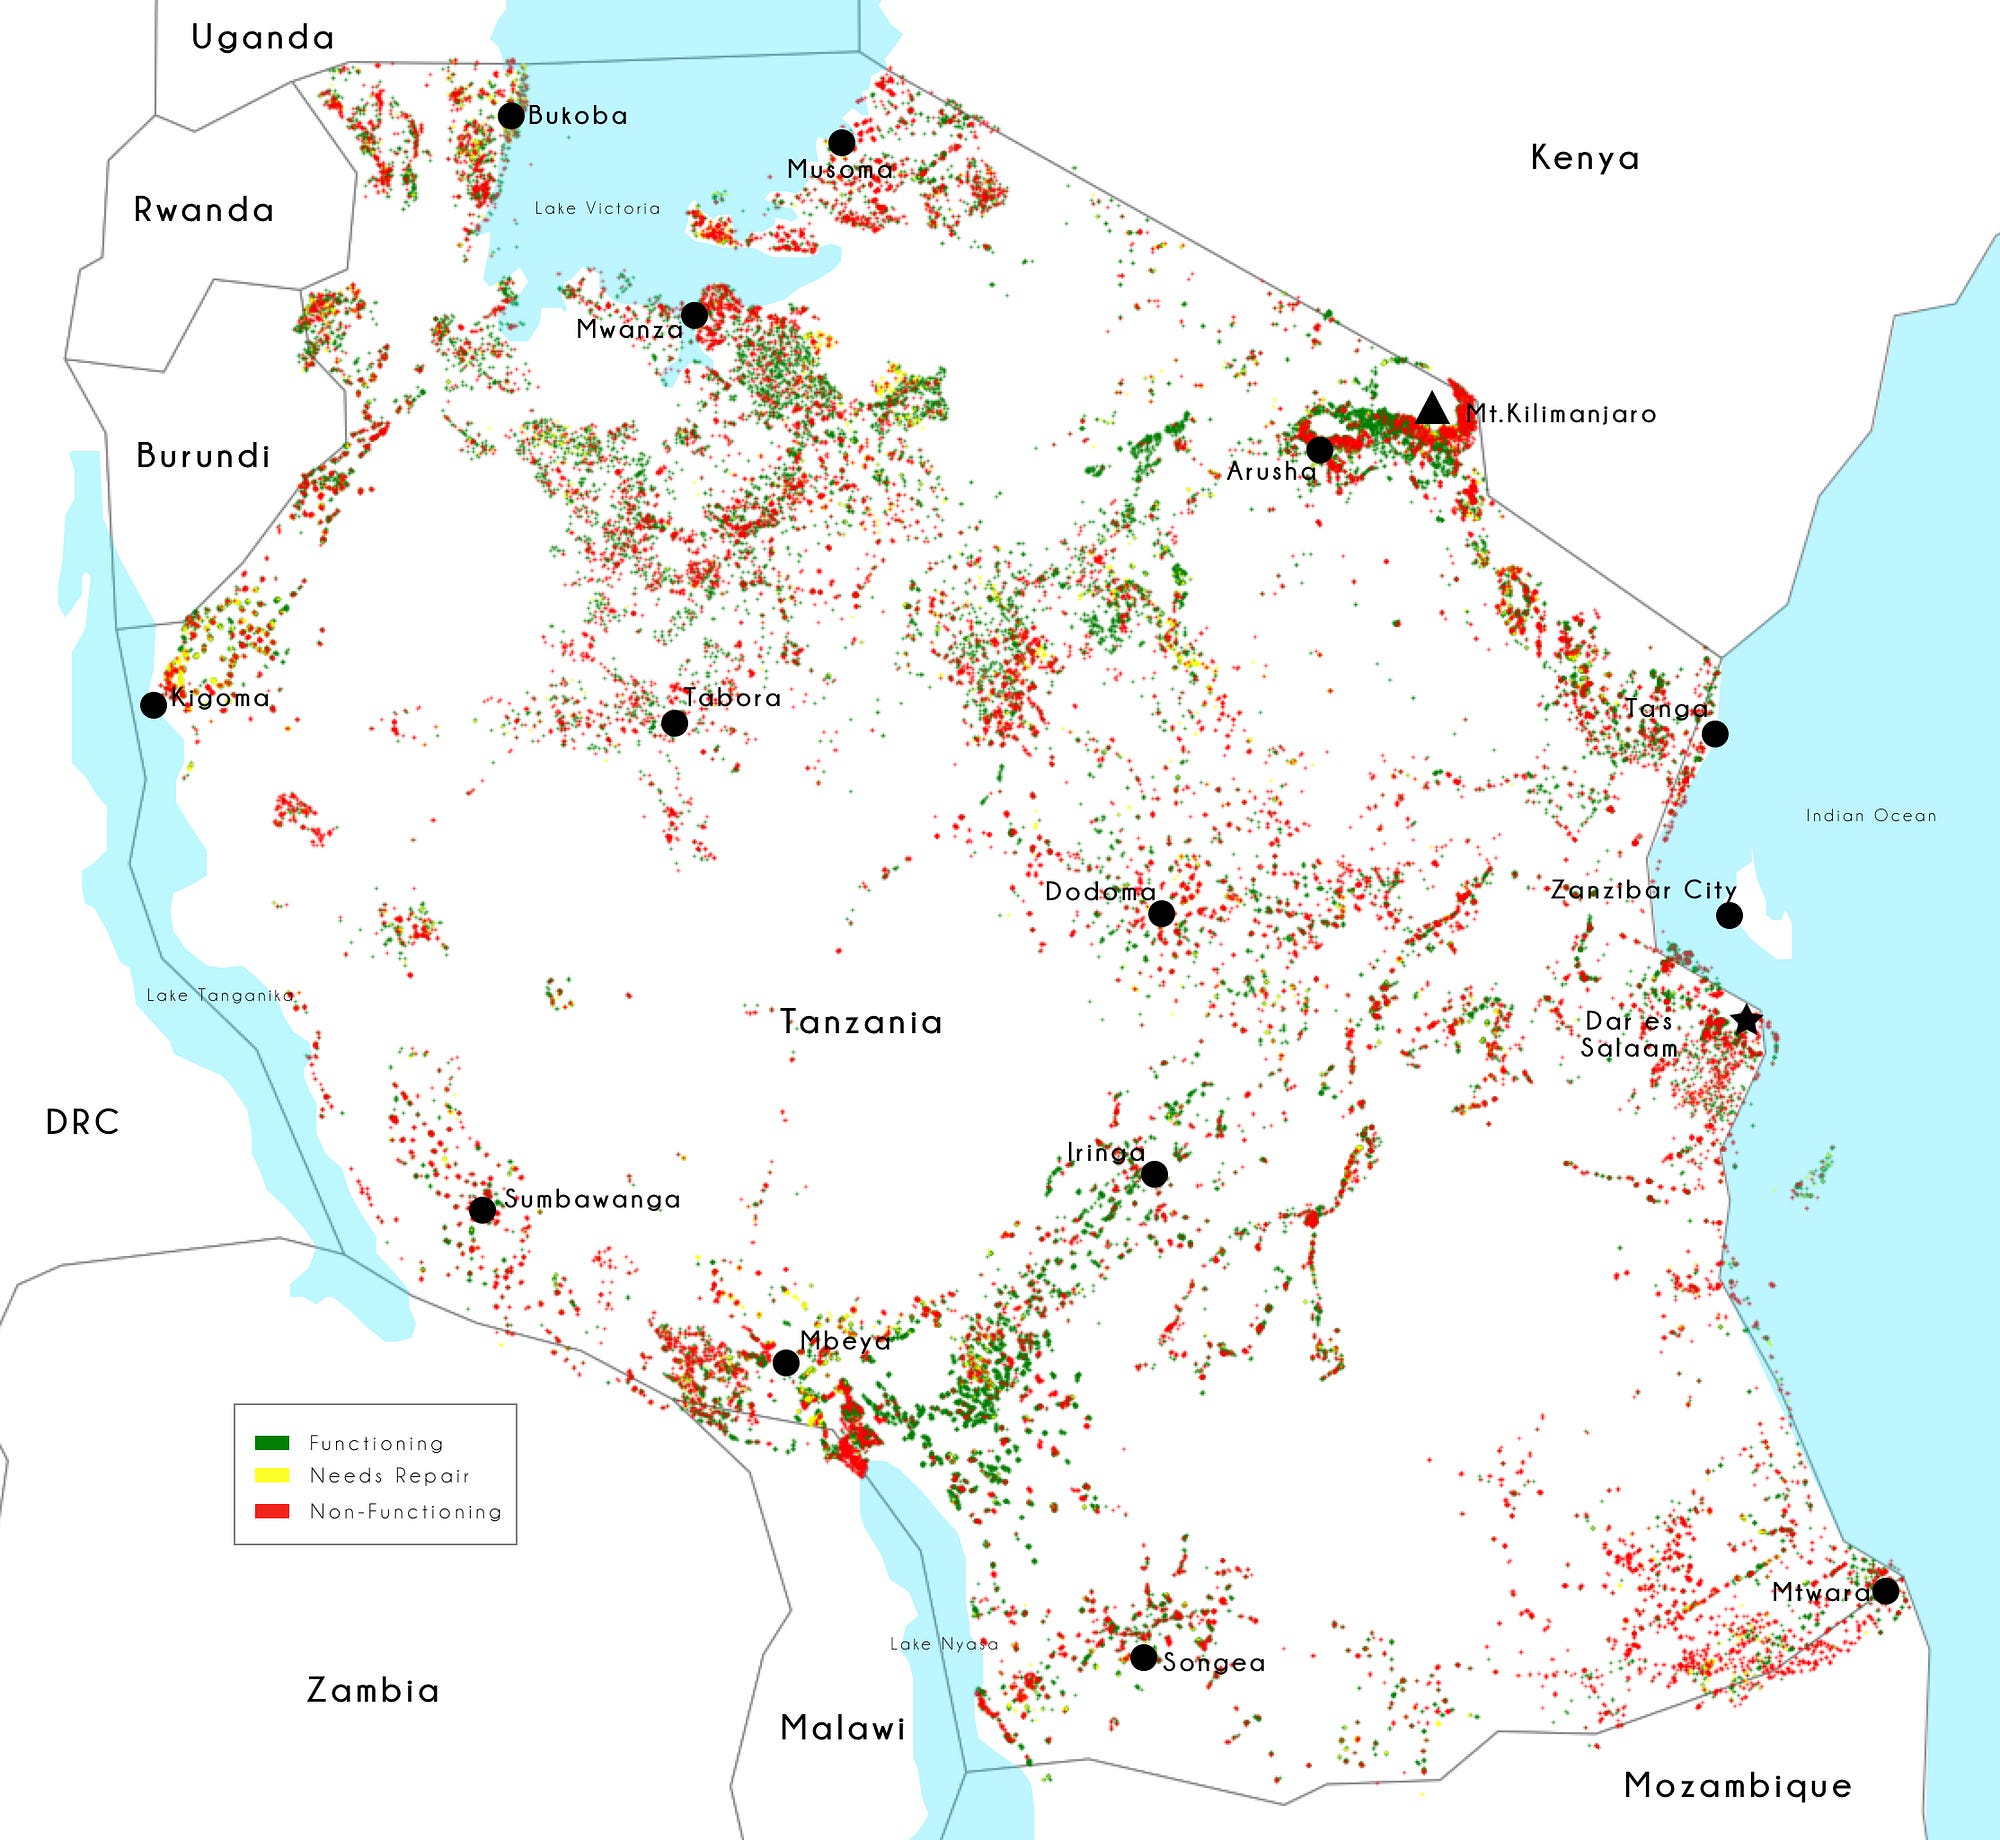 Uganda
Bukoba
Musoma
Kenya
Rwanda
Lake Victoria
Mwanza
Mt.Kilimanjaro
Arusha
Burundi
Kigoma
Tabora
Tanga
Indian Ocean
Dodoma
Zanzibar City
Lake Tanganika
Tanzania
Dar es
Salaam
DRC
Iringa
Sumbawanga
Mbeya
Functioning
Needs Repair
Non-Functioning
Mtwara
Lake Nyasa
Songea
Zambia
Malawi
Mozambique